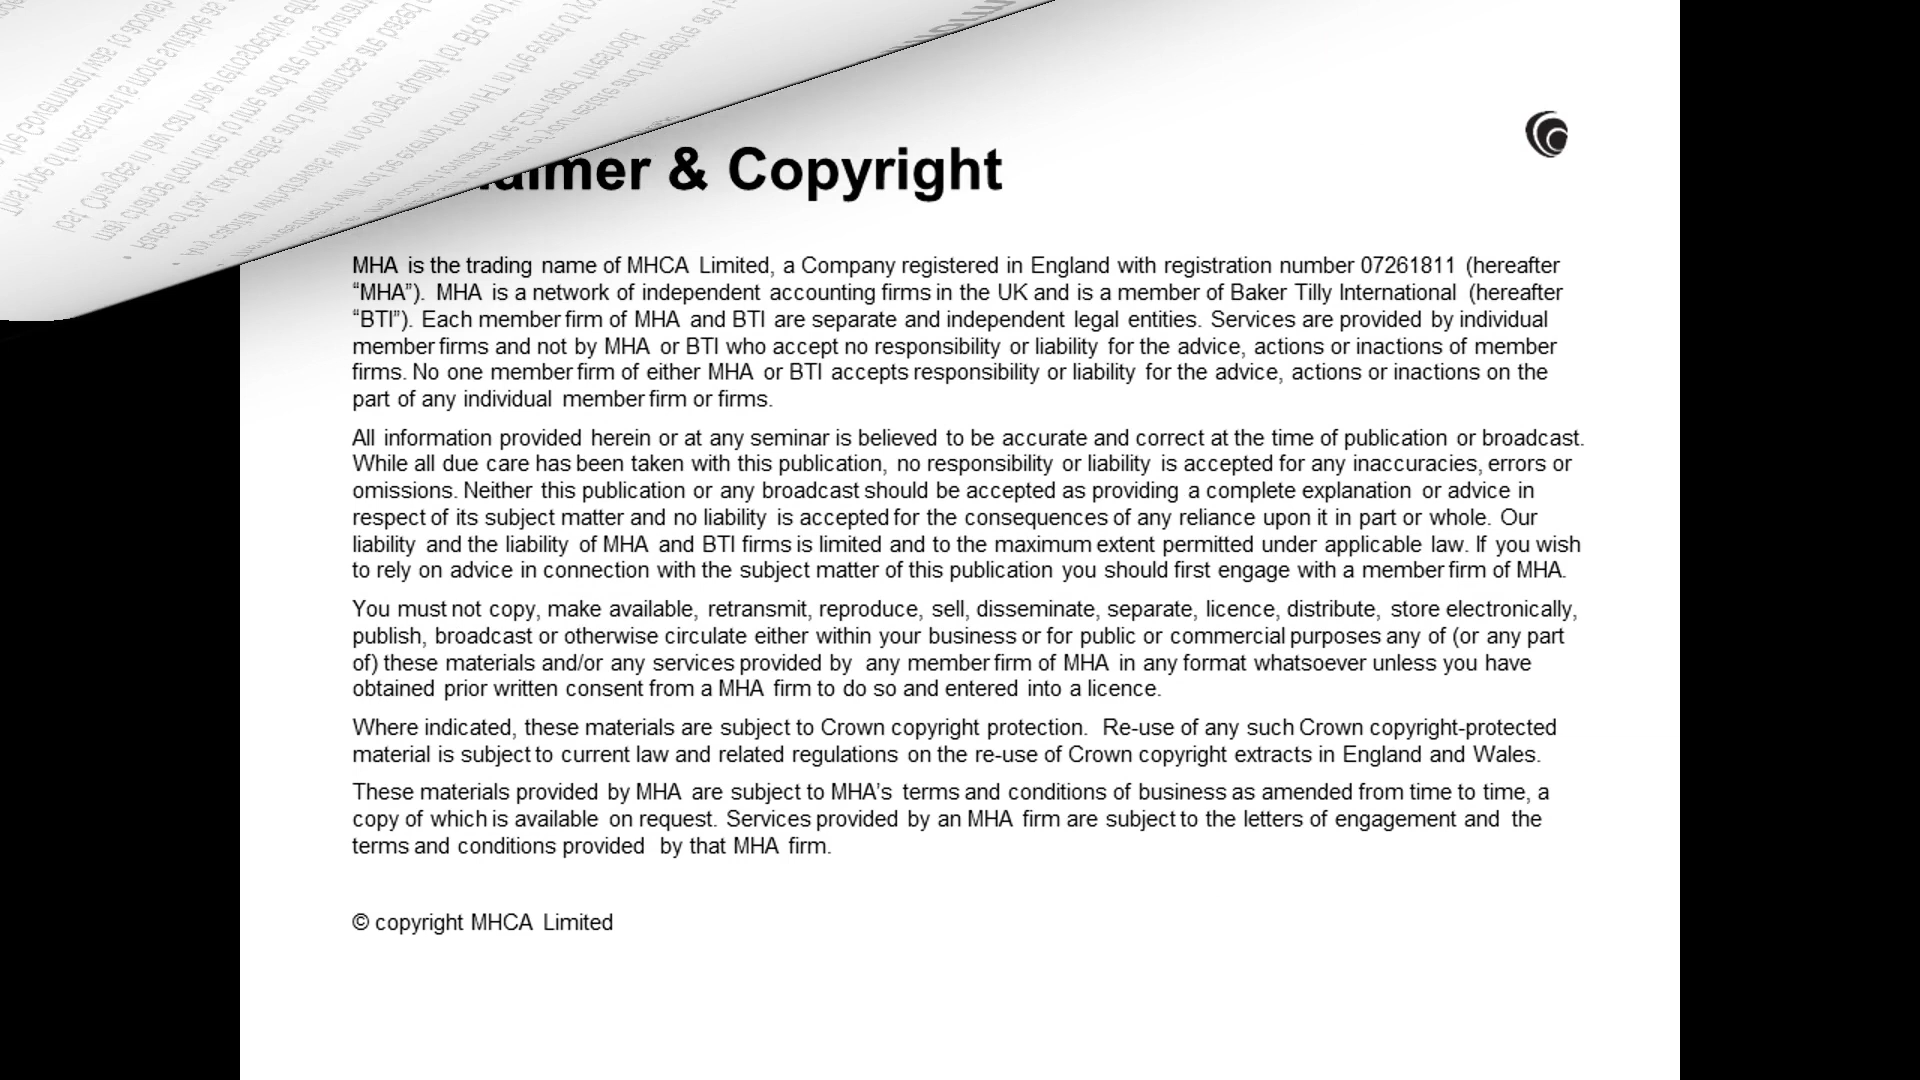 & Copyright
MHA is the trading name of MHCA Limited, a Company registered in England with registration number 07261811 (hereafter
“MHA”). MHA is a network of independent accounting firms in the UK and is a member of Baker Tilly International (hereafter
“BTI”). Each member firm of MHA and BTI are separate and independent legal entities. Services are provided by individual
member firms and not by MHA or BTI who accept no responsibility or liability for the advice, actions or inactions of member
firms. No one member firm of either MHA or BTI accepts responsibility or liability for the advice, actions or inactions on the
part of any individual member firm or firms.
All information provided herein or at any seminar is believed to be accurate and correct at the time of publication or broadcast.
While all due care has been taken with this publication, no responsibility or liability is accepted for any inaccuracies, errors or
omissions. Neither this publication or any broadcast should be accepted as providing a complete explanation or advice in
respect of its subject matter and no liability is accepted for the consequences of any reliance upon it in part or whole. Our
liability and the liability of MHA and BTI firms is limited and to the maximum extent permitted under applicable law. If you wish
to rely on advice in connection with the subject matter of this publication you should first engage with a member firm of MHA.
You must not copy, make available, retransmit, reproduce, sell, disseminate, separate, licence, distribute, store electronically,
publish, broadcast or otherwise circulate either within your business or for public or commercial purposes any of (or any part
of) these materials and/or any services provided by any member firm of MHA in any format whatsoever unless you have
obtained prior written consent from a MHA firm to do so and entered into a licence.
Where indicated, these materials are subject to Crown copyright protection. Re-use of any such Crown copyright-protected
material is subject to current law and related regulations on the re-use of Crown copyright extracts in England and Wales.
These materials provided by MHA are subject to MHA’s terms and conditions of business as amended from time to time, a
copy of which is available on request. Services provided by an MHA firm are subject to the letters of engagement and the
terms and conditions provided by that MHA firm.
© copyright MHCA Limited